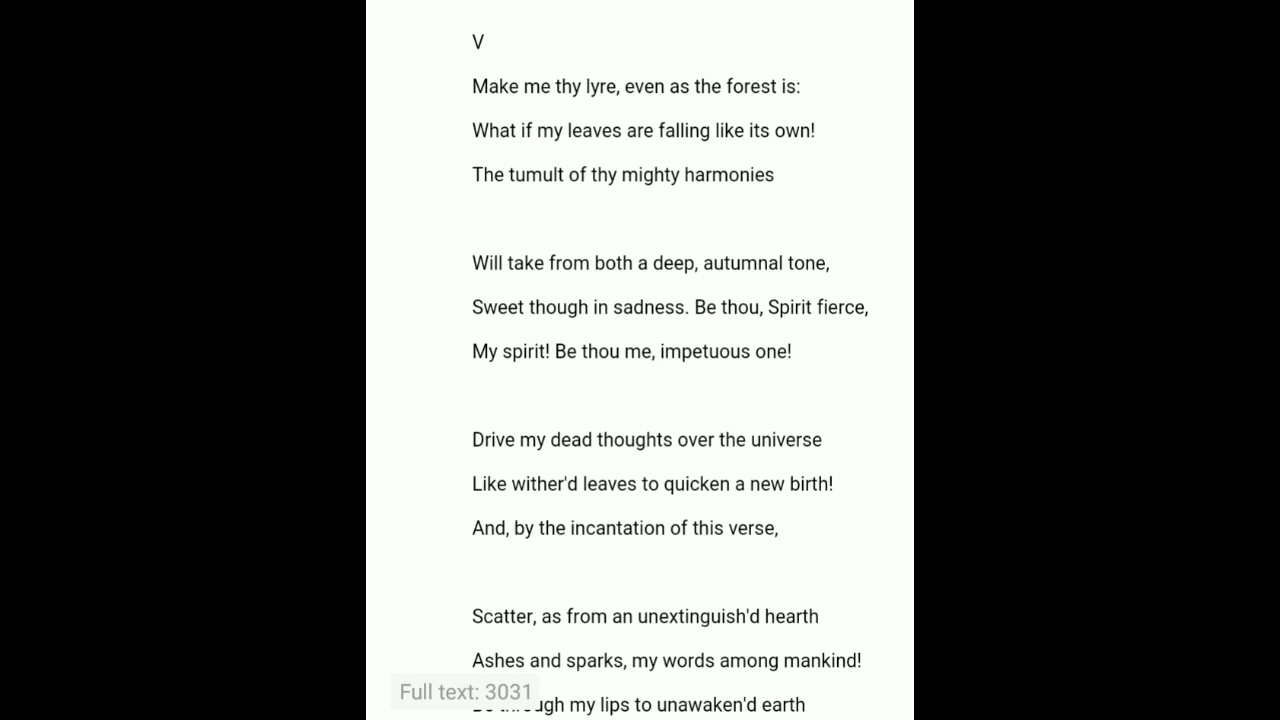 V
Make me thy lyre, even as the forest is:
What if my leaves are falling like its own!
The tumult of thy mighty harmonies
Will take from both a deep, autumnal tone,
Sweet though in sadness. Be thou, Spirit fierce,
My spirit! Be thou me, impetuous one!
Drive my dead thoughts over the universe
Like wither'd leaves to quicken a new birth!
And, by the incantation of this verse,
Scatter, as from an unextinguish'd hearth
Ashes and sparks, my words among mankind!
Full text: 3031
my lips to unawaken'd earth